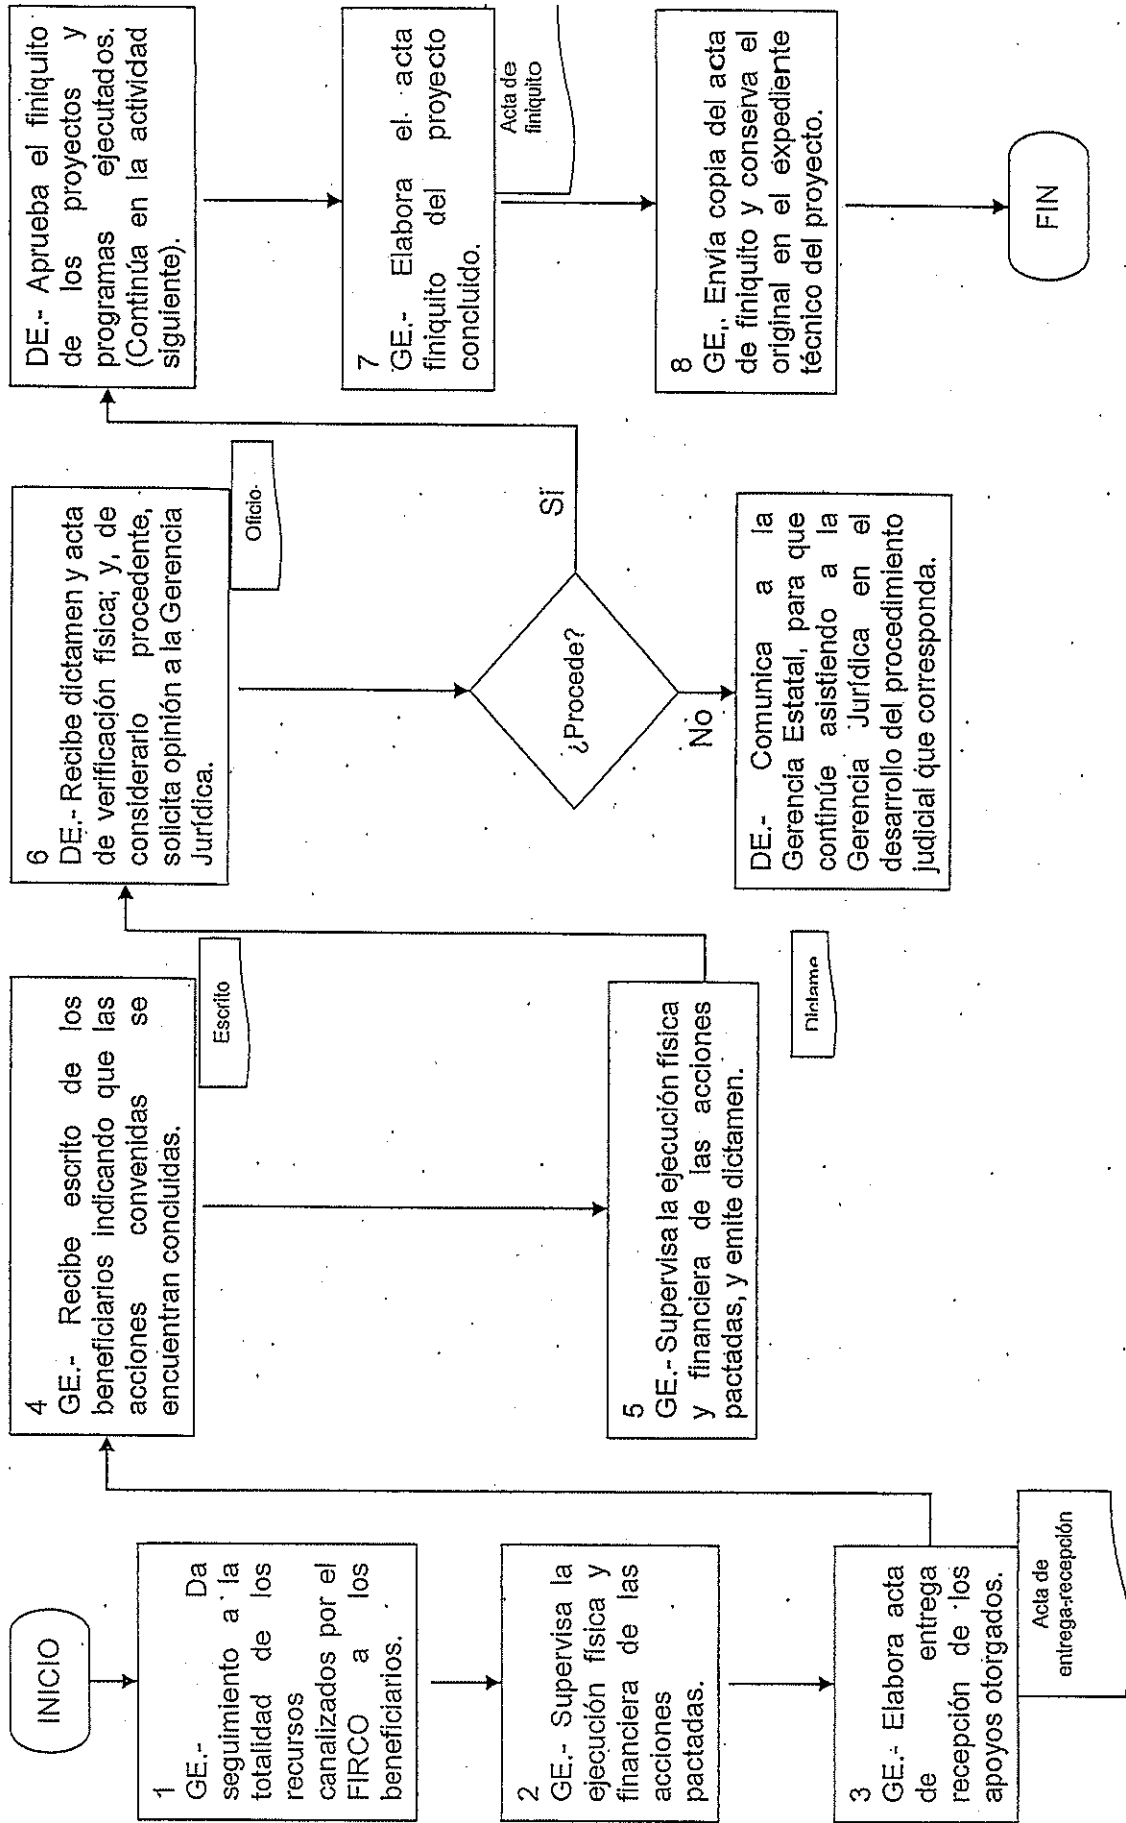 INICIO
1
GE.- Da
seguimiento a la
totalidad de los
recursos
canalizados por el
FIRCO a los
beneficiarios.
2
GE.- Supervisa la
ejecución física y
financiera de las
acciones
pactadas.
3
GE.- Elabora acta
de entrega
recepción de los
apoyos otorgados.
Acta de
entrega-recepción
4
GE.- Recibe escrito de los
beneficiarios indicando que las
acciones convenidas se
encuentran concluidas.
Escrito
5
GE.- Supervisa la ejecución física
y financiera de las acciones
pactadas, y emite dictamen.
Dictame
6
DE.- Recibe dictamen y acta
de verificación física; y, de
considerarlo procedente,
solicita opinión a la Gerencia
Jurídica.
Oficio
¿Procede?
Sí
No
DE.- Comunica a la
Gerencia Estatal, para que
continúe asistiendo a la
Gerencia Jurídica en el
desarrollo del procedimiento
judicial que corresponda.
DE.- Aprueba el finiquito
de los proyectos y
programas ejecutados.
(Continúa en la actividad
siguiente).
7
GE.- Elabora el acta
finiquito del proyecto
concluido.
Acta de
finiquito
8
GE,. Envía copia del acta
de finiquito y conserva el
original en el expediente
técnico del proyecto.
FIN